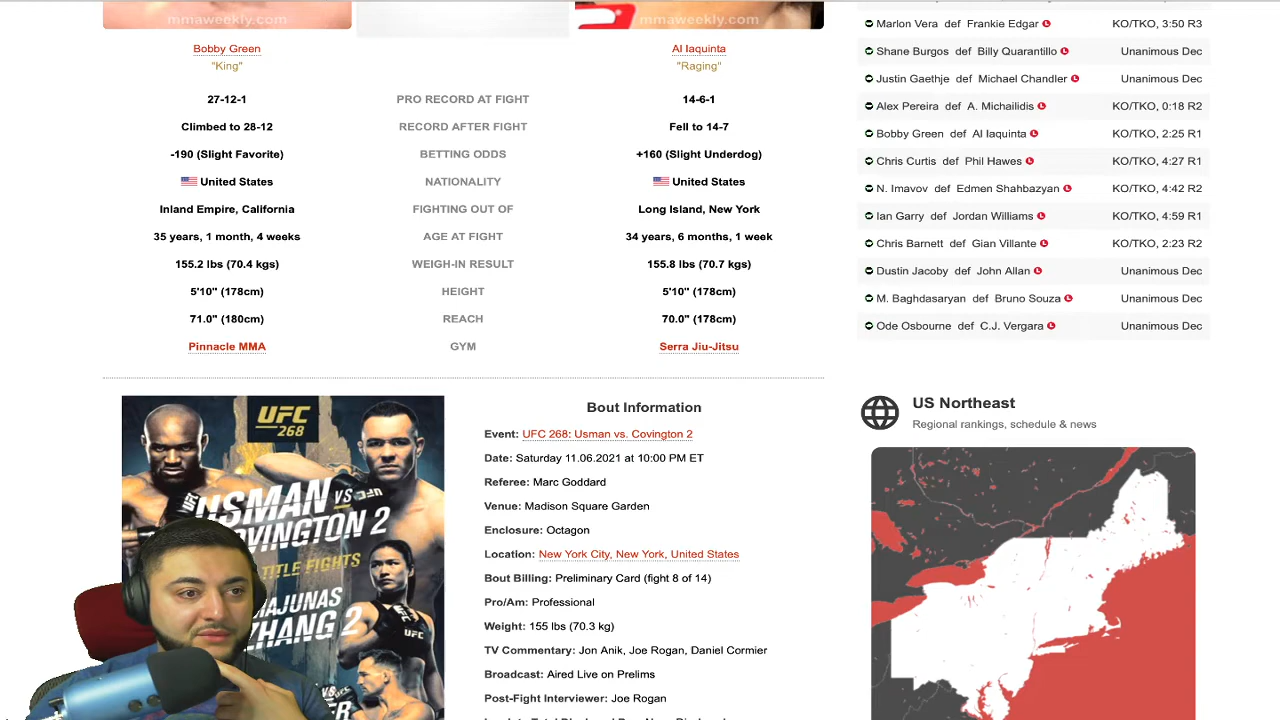 mmaweekly.com
mmaweekly.com
Bobby Green
"King"
Al Iaquinta
"Raging"
27-12-1 PRO RECORD AT FIGHT 14-6-1
Climbed to 28-12 RECORD AFTER FIGHT Fell to 14-7
-190 (Slight Favorite) BETTING ODDS +160 (Slight Underdog)
United States NATIONALITY United States
Inland Empire, California FIGHTING OUT OF Long Island, New York
35 years, 1 month, 4 weeks AGE AT FIGHT 34 years, 6 months, 1 week
155.2 lbs (70.4 kgs) WEIGH-IN RESULT 155.8 lbs (70.7 kgs)
5'10" (178cm) HEIGHT 5'10" (178cm)
71.0" (180cm) REACH 70.0" (178cm)
Pinnacle MMA GYM Serra Jiu-Jitsu
Marlon Vera def Frankie Edgar L KO/TKO, 3:50 R3
Shane Burgos def Billy Quarantillo L Unanimous Dec
Justin Gaethje def Michael Chandler L Unanimous Dec
Alex Pereira def A. Michailidis L KO/TKO, 0:18 R2
Bobby Green def Al Iaquinta L KO/TKO, 2:25 R1
Chris Curtis def Phil Hawes L KO/TKO, 4:27 R1
N. Imavov def Edmen Shahbazyan L KO/TKO, 4:42 R2
Ian Garry def Jordan Williams L KO/TKO, 4:59 R1
Chris Barnett def Gian Villante L KO/TKO, 2:23 R2
Dustin Jacoby def John Allan L Unanimous Dec
M. Baghdasaryan def Bruno Souza L Unanimous Dec
Ode Osbourne def C.J. Vergara L Unanimous Dec
UFC
268
USMAN VS
COVINGTON 2
TITLE FIGHTS
ZHANG 2
VS
UFC
Bout Information
Event: UFC 268: Usman vs. Covington 2
Date: Saturday 11.06.2021 at 10:00 PM ET
Referee: Marc Goddard
Venue: Madison Square Garden
Enclosure: Octagon
Location: New York City, New York, United States
Bout Billing: Preliminary Card (fight 8 of 14)
Pro/Am: Professional
Weight: 155 lbs (70.3 kg)
TV Commentary: Jon Anik, Joe Rogan, Daniel Cormier
Broadcast: Aired Live on Prelims
Post-Fight Interviewer: Joe Rogan
US Northeast
Regional rankings, schedule & news